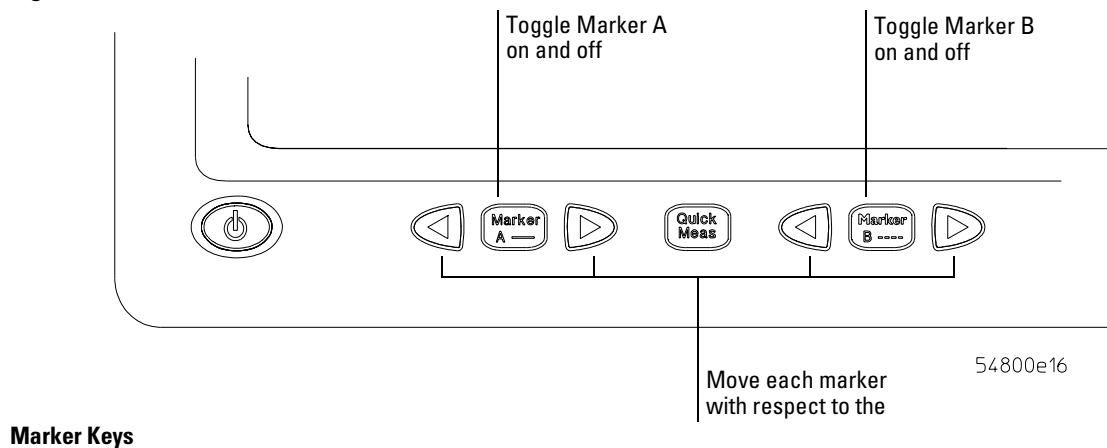 Toggle Marker A
on and off
Toggle Marker B
on and off
Marker
A —
Quick
Meas
Marker
B ----
54800e16
Move each marker
with respect to the
Marker Keys